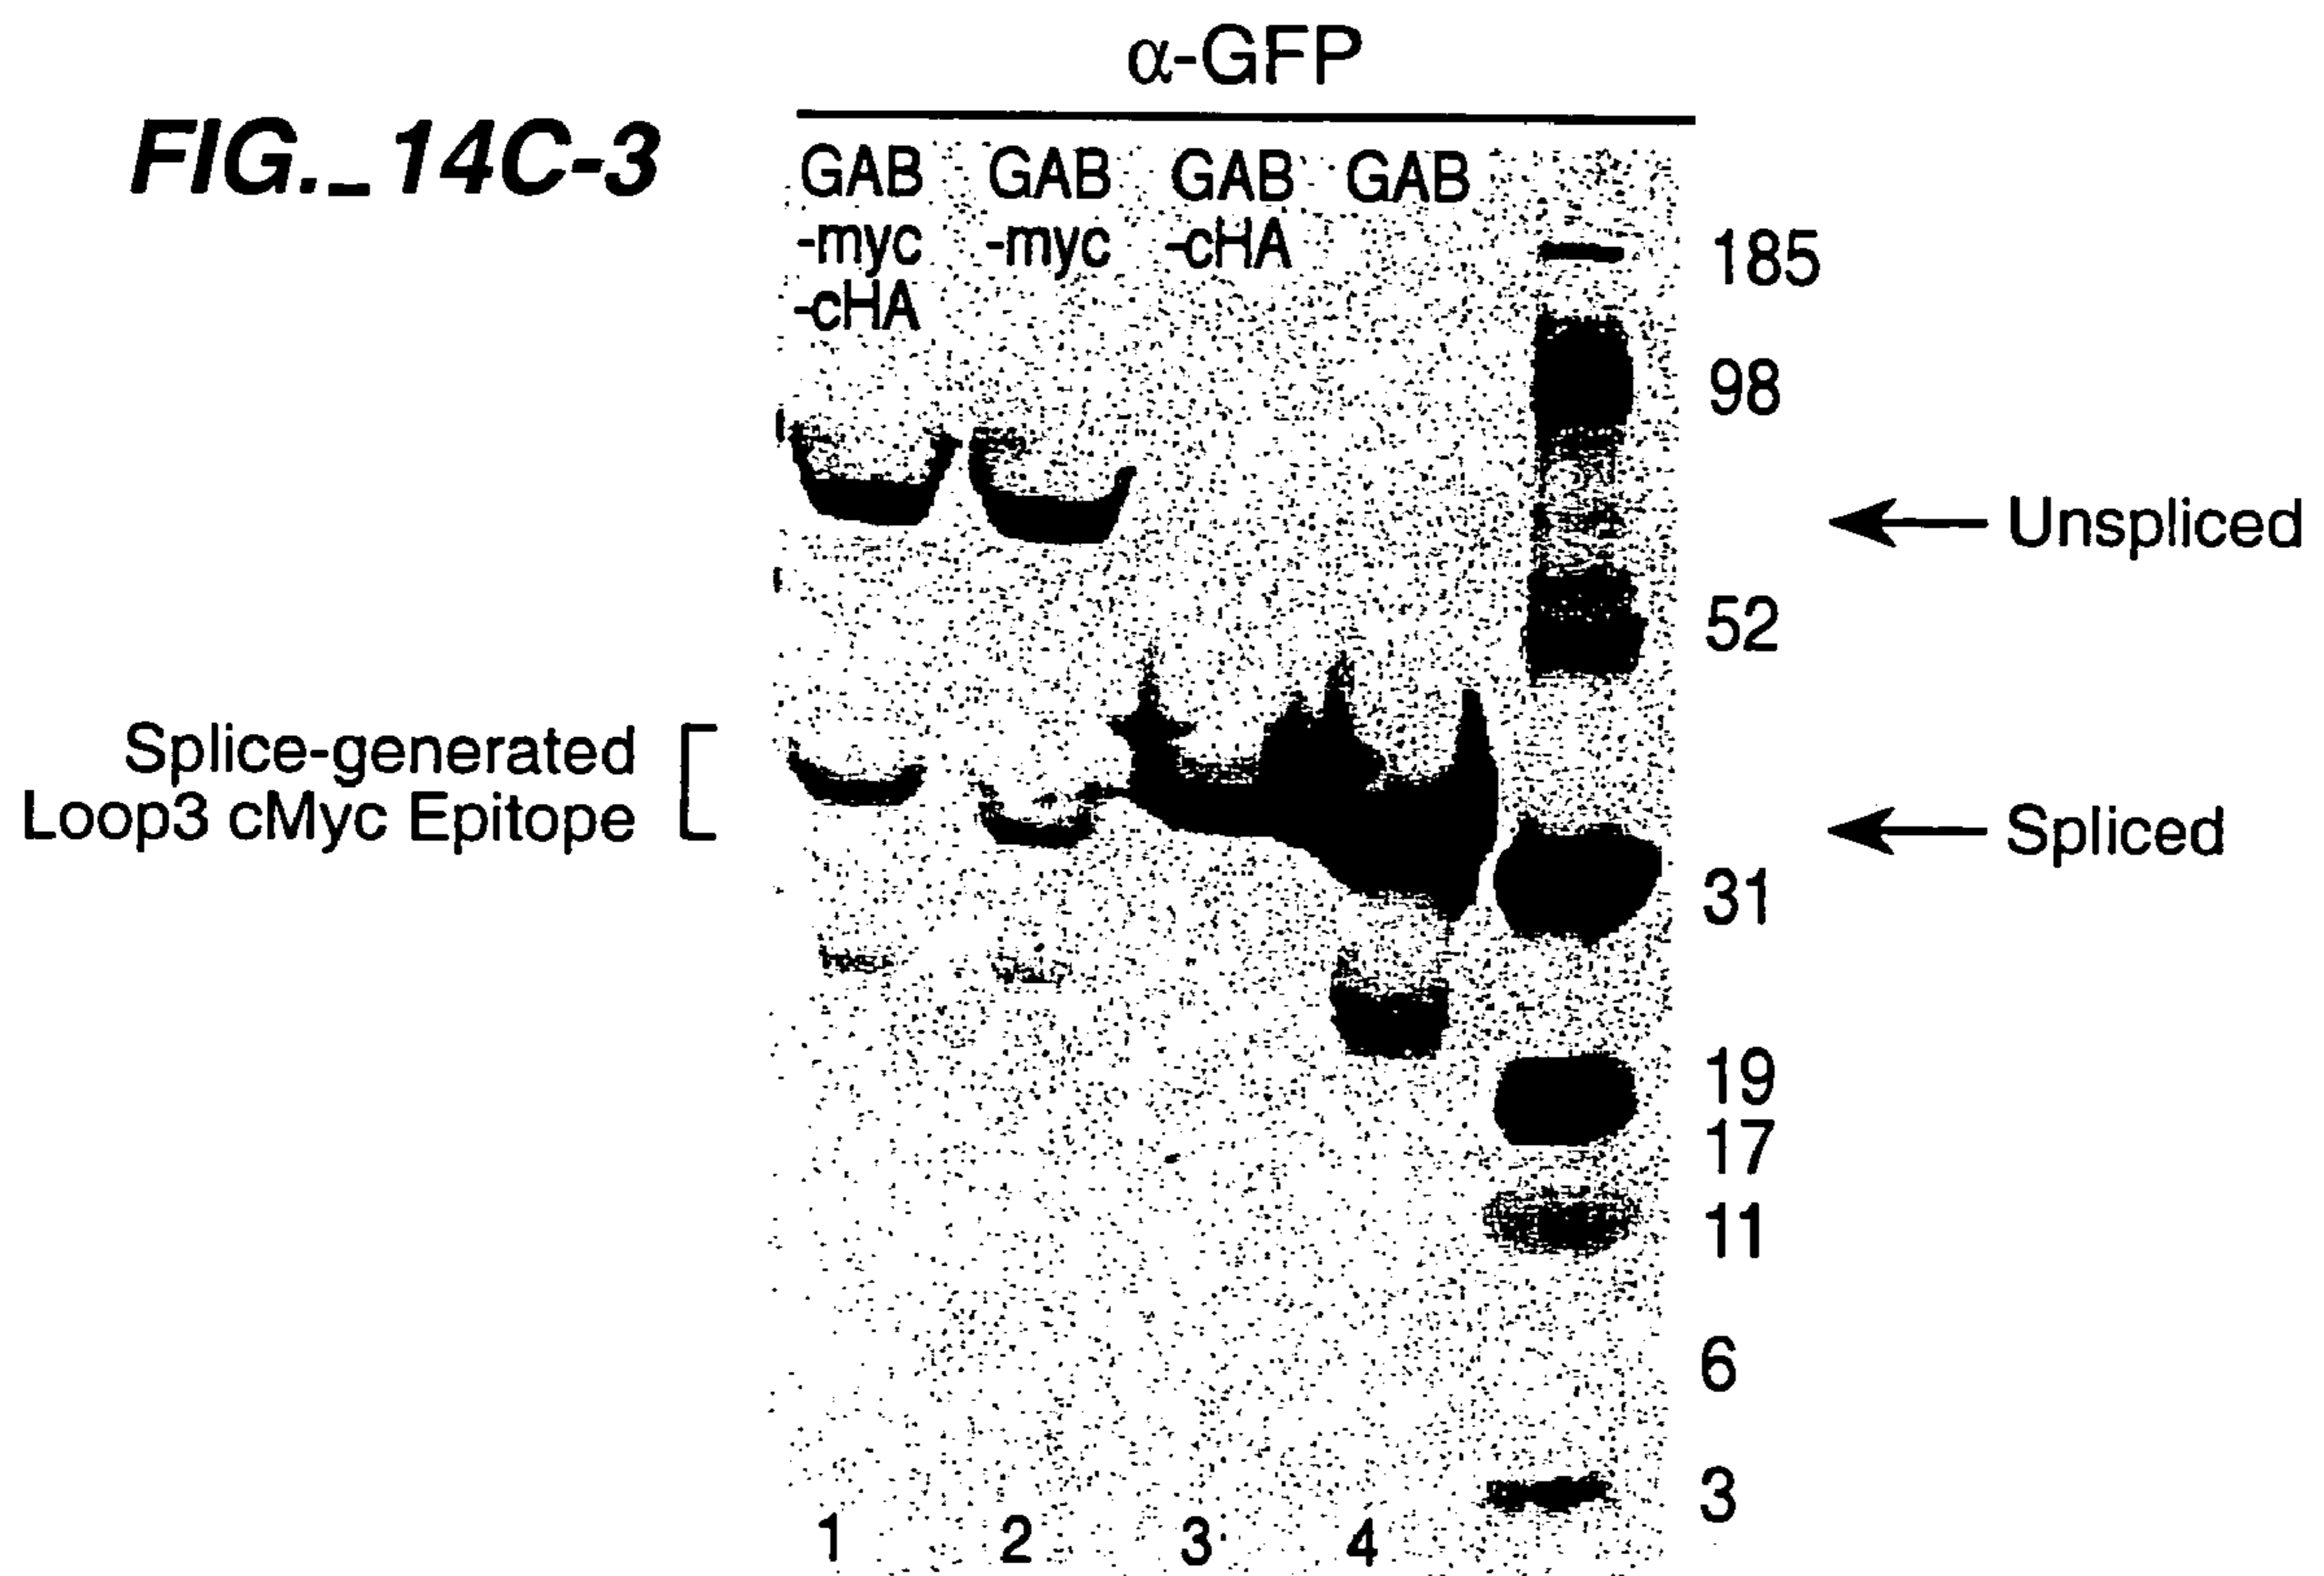 α-GFP
FIG._ 14C-3
GAB GAB GAB GAB
-myc -myc -cHA
-cHA
185
98
Unspliced
52
Splice-generated
Loop3 cMyc Epitope
Spliced
31
19
17
11
6
3
1 2 3 4